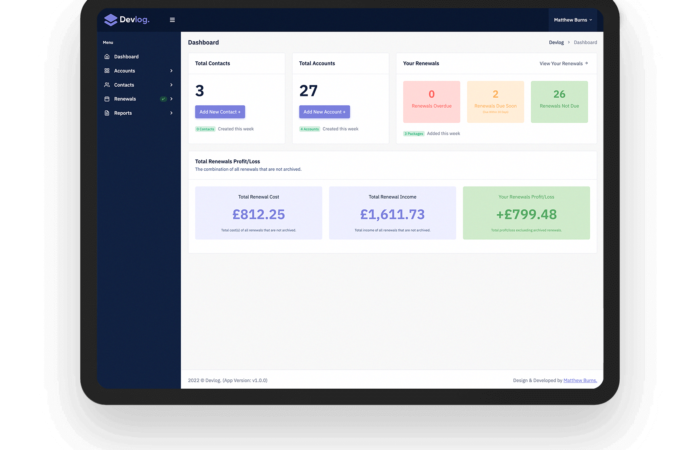 Devlog.
Matthew Burns
Menu
Dashboard
Accounts
Contacts
Renewals
Reports
Dashboard
Devlog Dashboard
Total Contacts
3
Add New Contact +
0 Contacts Created this week
Total Accounts
27
Add New Account +
0 Accounts Created this week
Your Renewals
View Your Renewals
0
Renewals Overdue
2
Renewals Due Soon
26
Renewals Not Due
0 Packages Added this week
Total Renewals Profit/Loss
The combination of all renewals that are not archived.
Total Renewal Cost
£812.25
Total cost(s) of all renewals that are not archived.
Total Renewal Income
£1,611.73
Total income of all renewals that are not archived.
Your Renewals Profit/Loss
+£799.48
Total profit/loss excluding archived renewals.
2022 © Devlog. (App Version: v1.0.0)
Design & Developed by Matthew Burns.